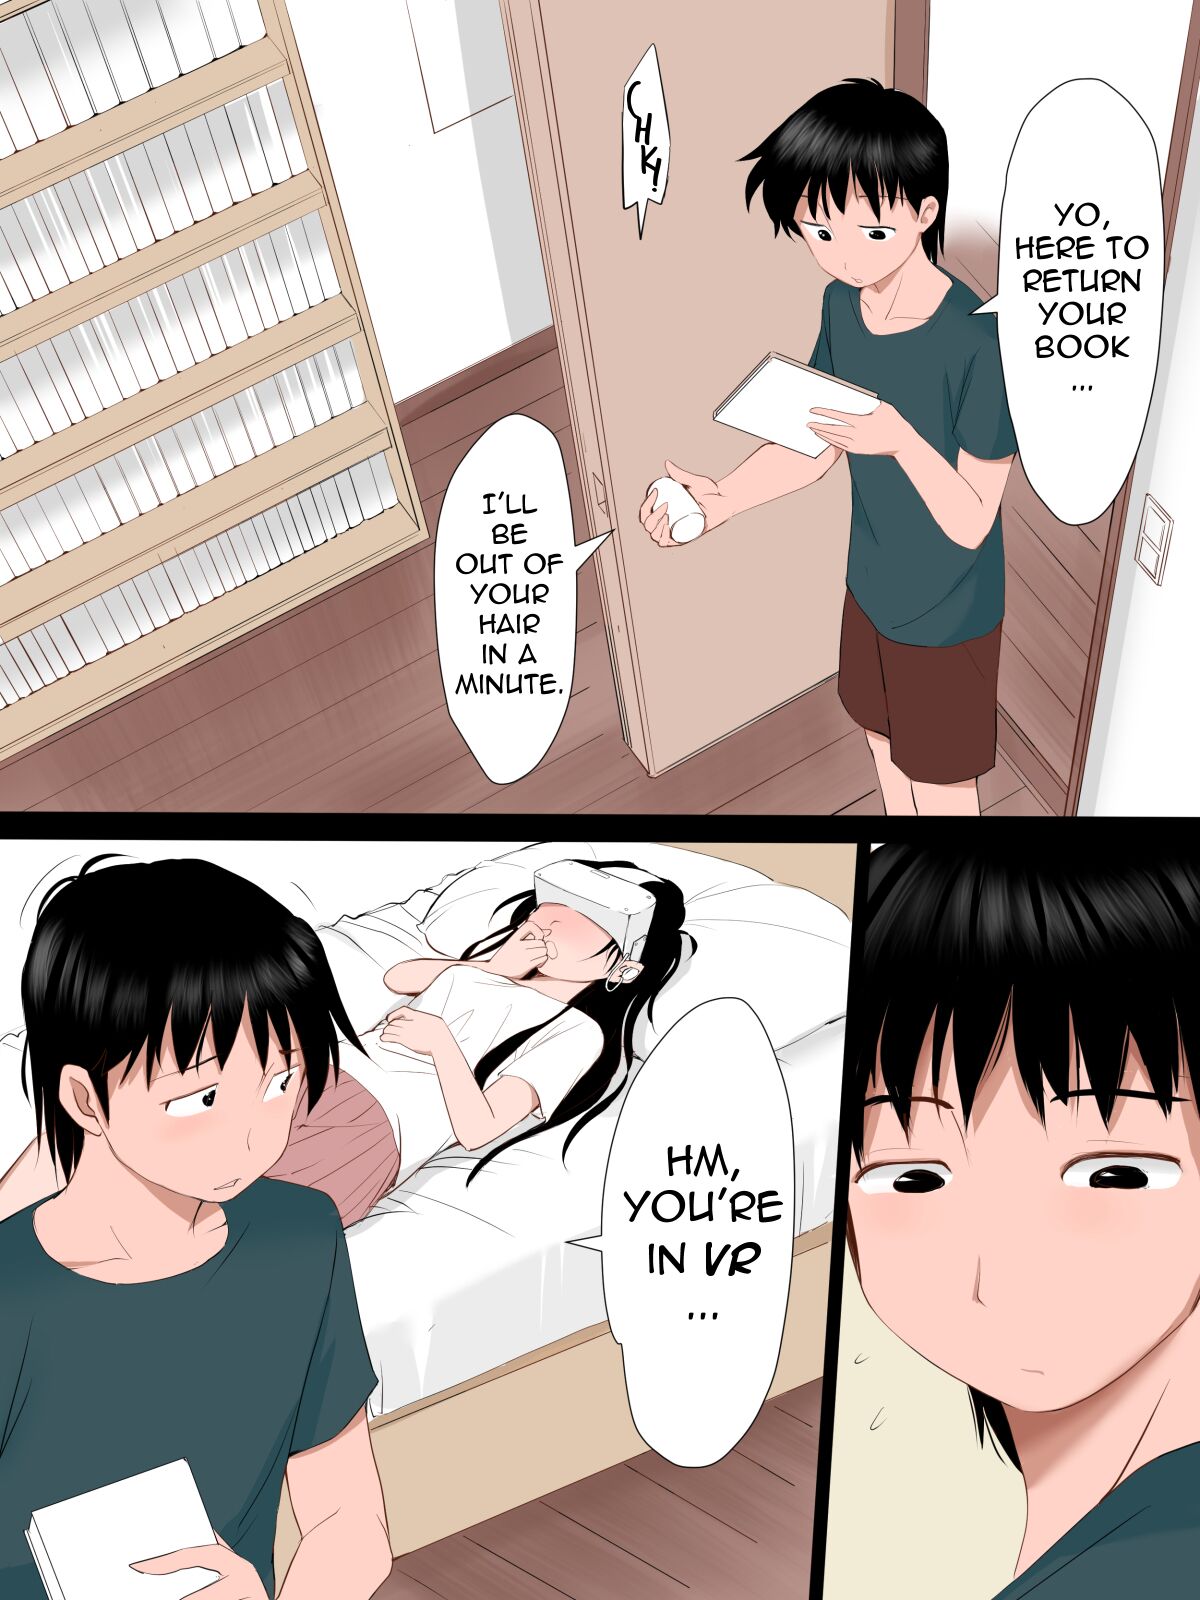 YO,
HERE TO
RETURN
YOUR
BOOK
...
CHK!
I'LL
BE
OUT OF
YOUR
HAIR
IN A
MINUTE.
HM,
YOU'RE
IN VR
...